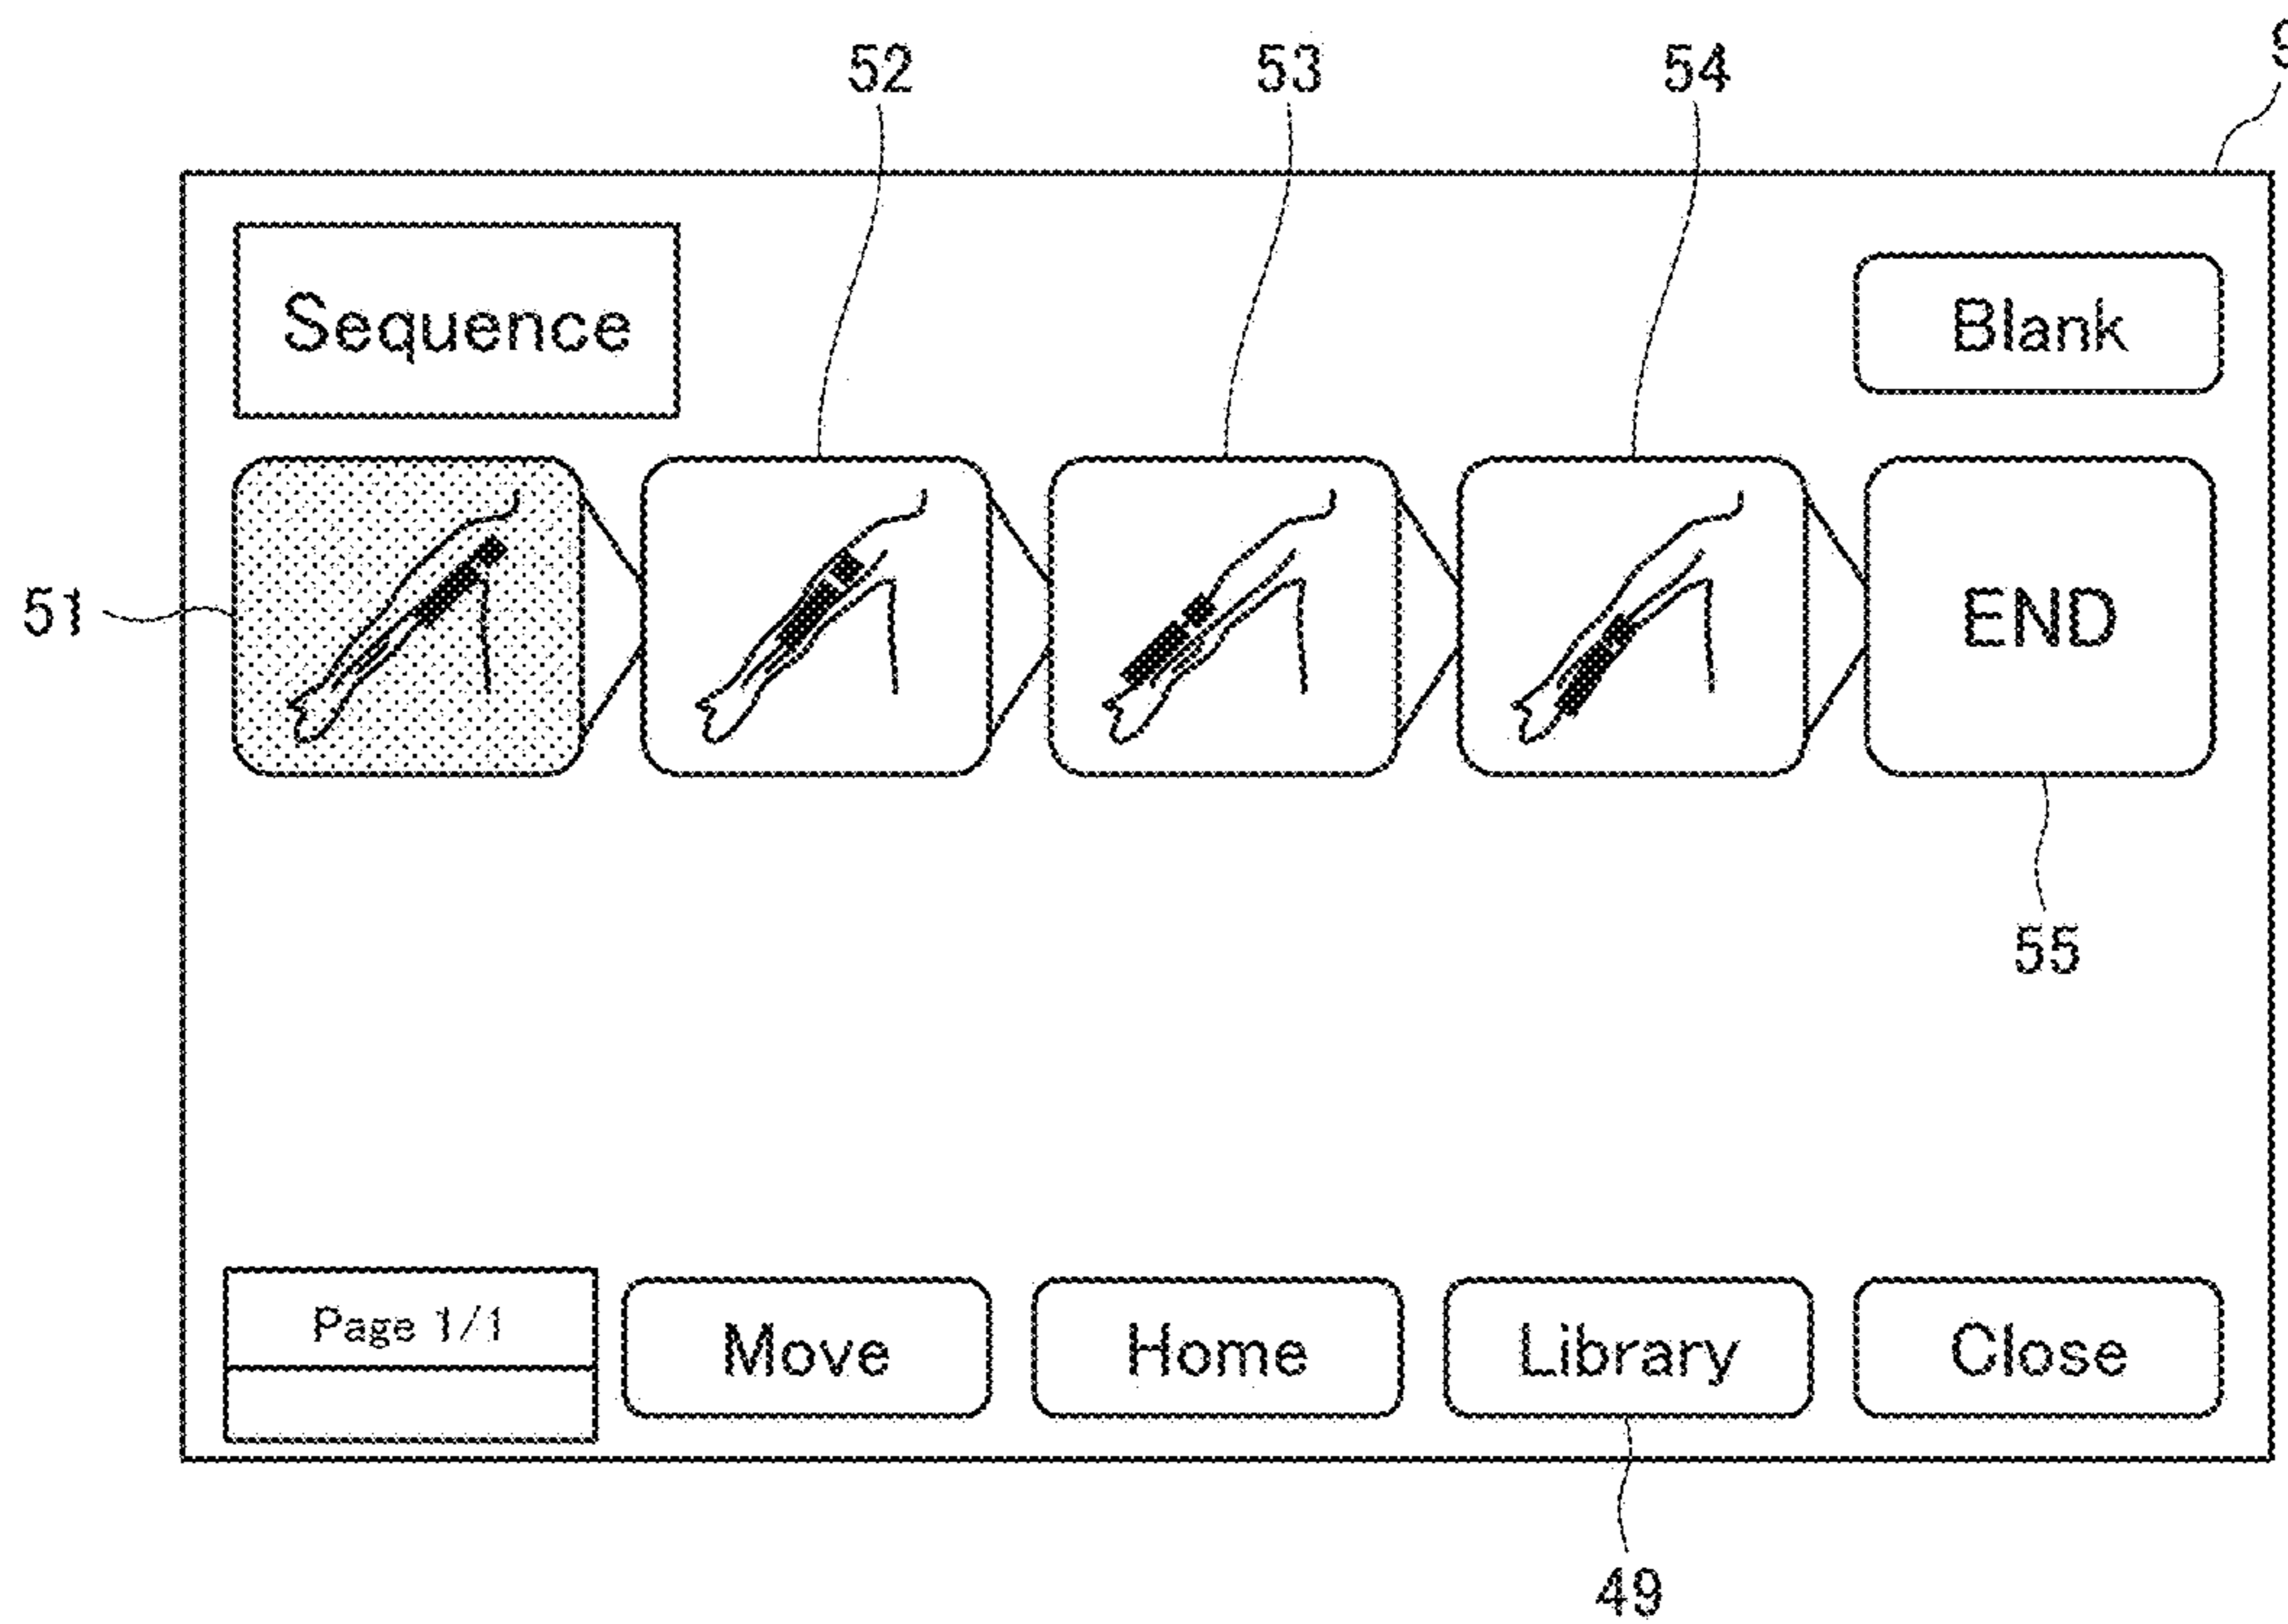 52
53
54
9
Sequence
Blank
51
END
55
Page 1/1
Move
Home
Library
Close
49